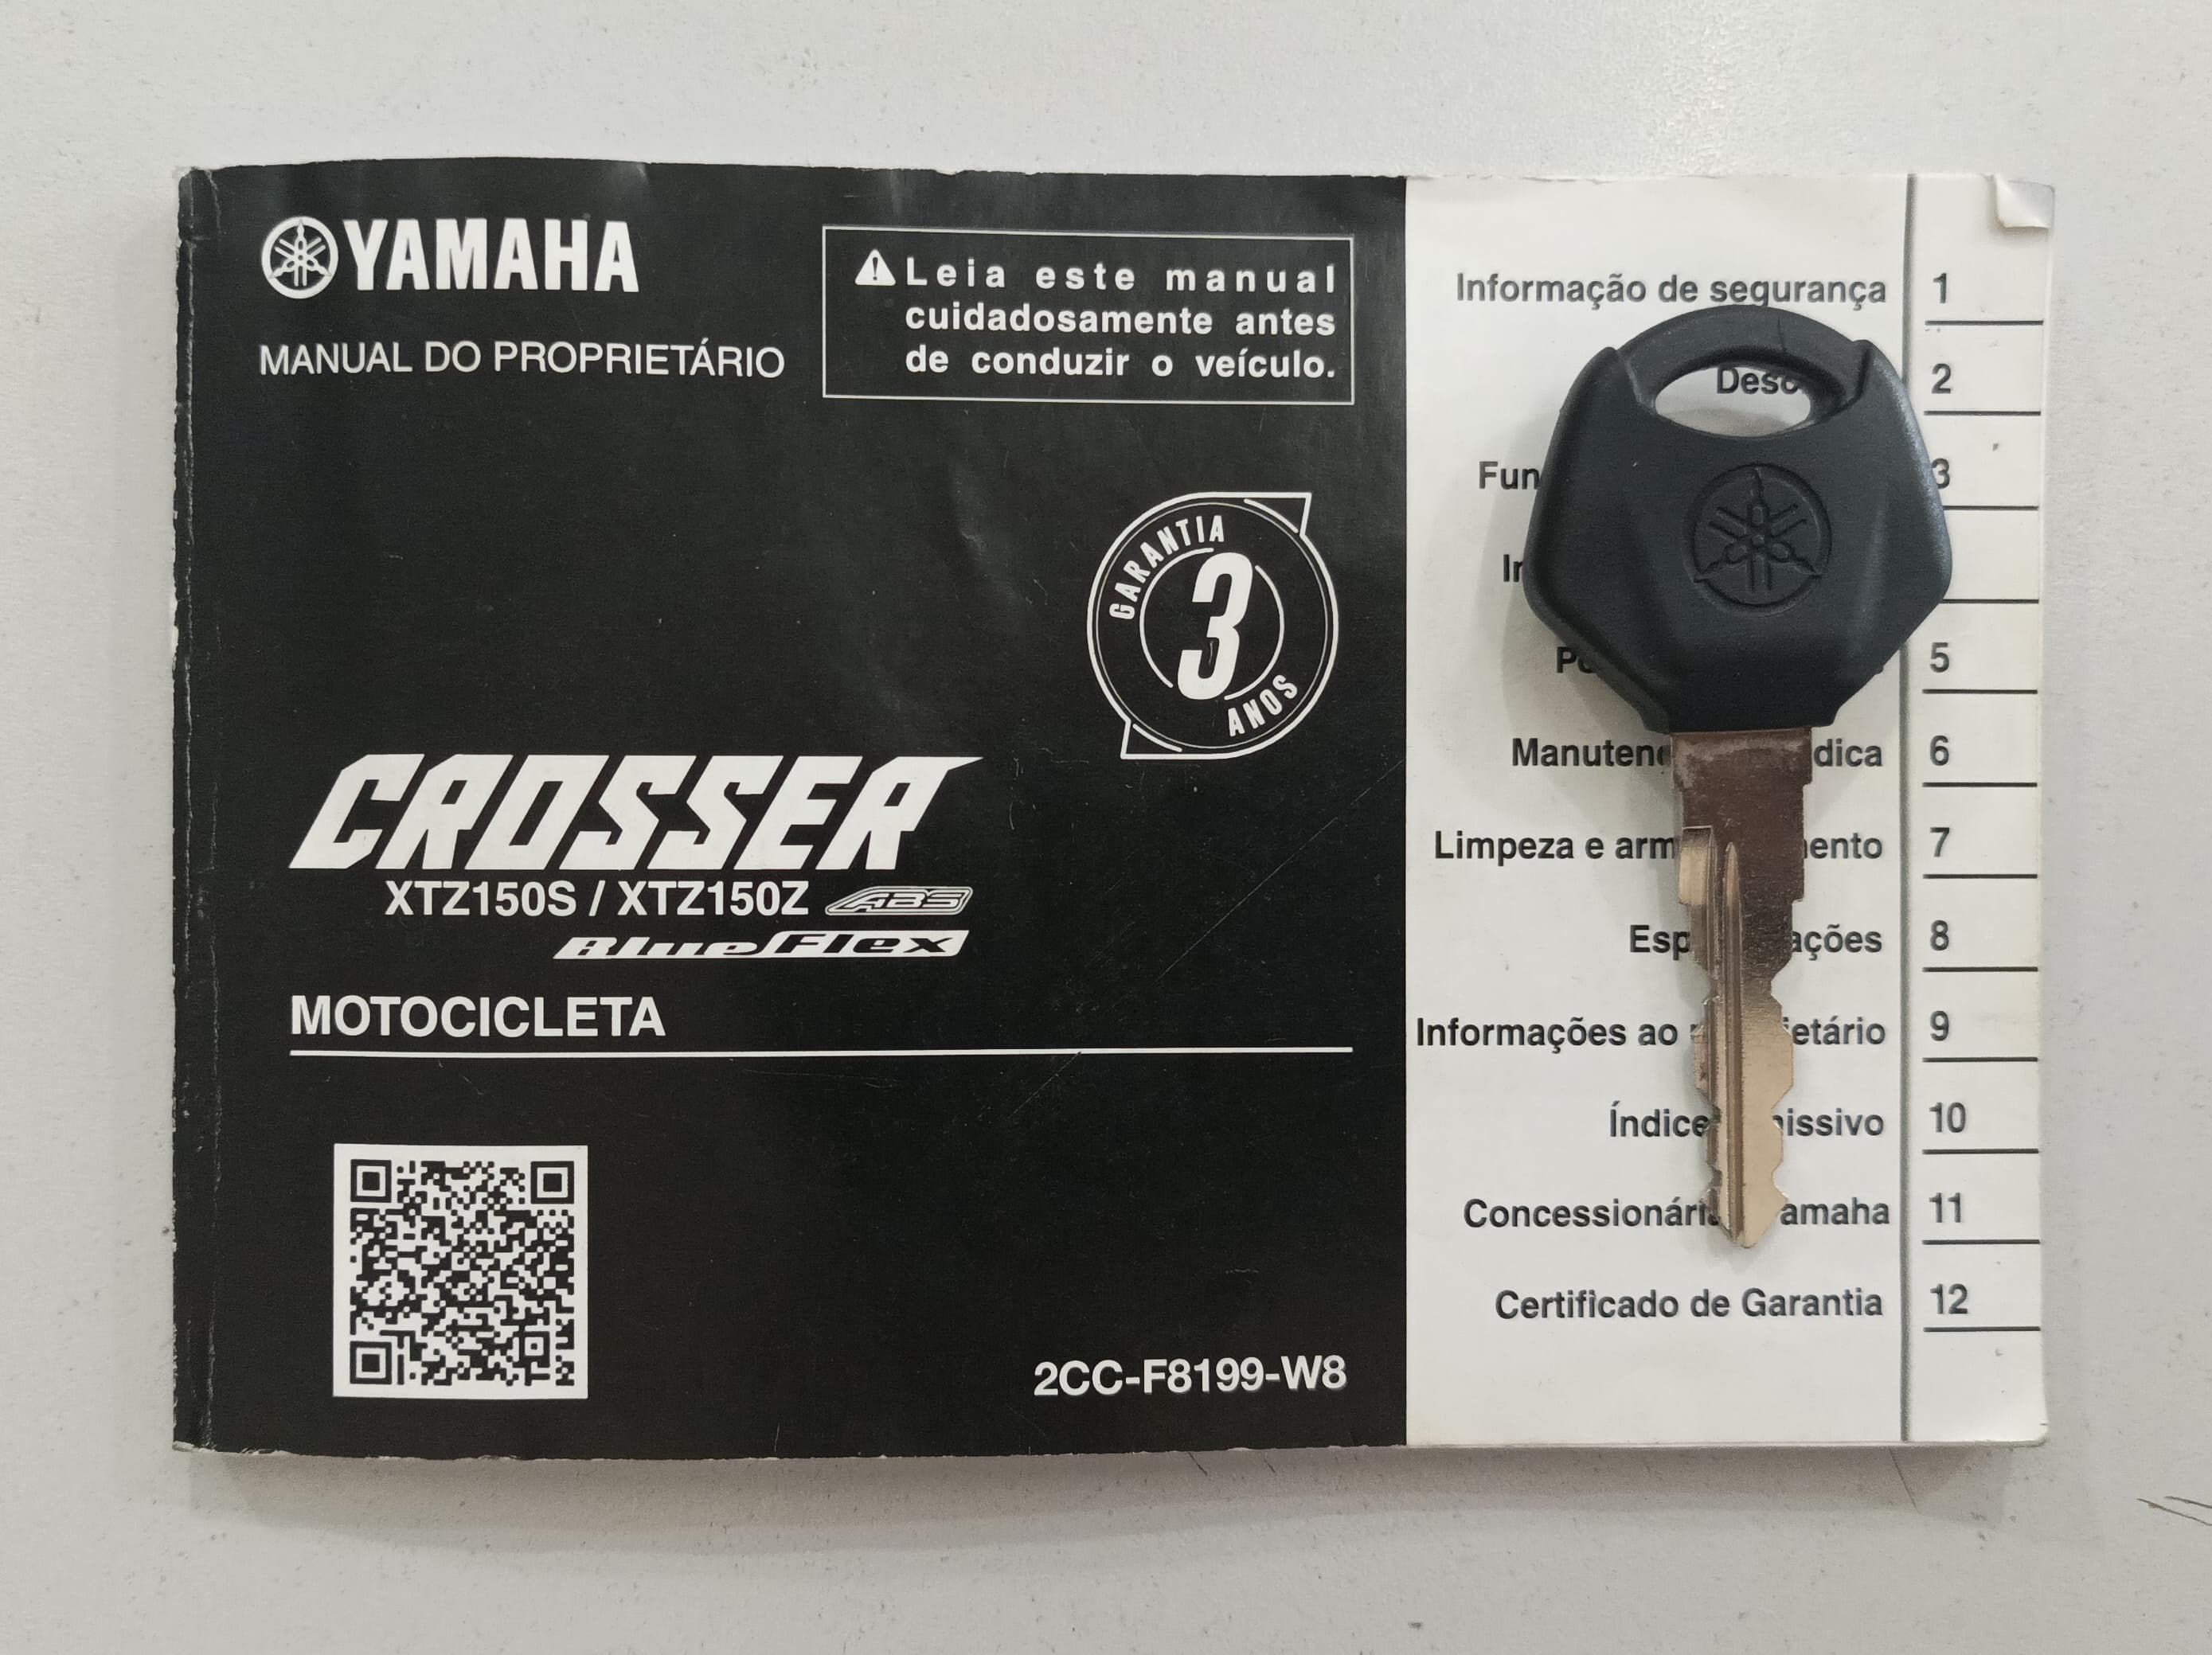 YAMAHA
MANUAL DO PROPRIETÁRIO
Leia este manual
cuidadosamente antes
de conduzir o veículo.
GARANTIA
3
ANOS
CROSSER
XTZ150S / XTZ150Z ABS
BlueFlex
MOTOCICLETA
2CC-F8199-W8
Informação de segurança 1
2
3
5
6
Limpeza e 7
8
Informações ao 9
10
11
Certificado de Garantia 12